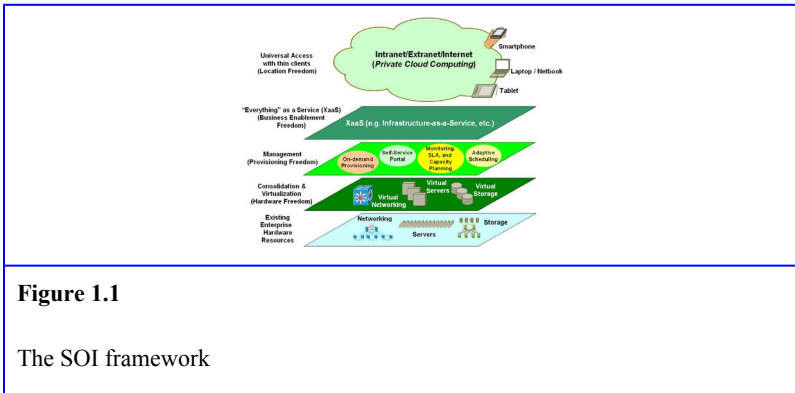 Universal Access
with thin clients
(Location Freedom)
Intranet/Extranet/Internet
(Private Cloud Computing)
Smartphone
Laptop / Netbook
Tablet
"Everything" as a Service (XaaS)
(Business Enablement
Freedom)
XaaS (e.g. Infrastructure-as-a-Service, etc.)
Management
(Provisioning Freedom)
On-demand
Provisioning
Self-Service
Portal
Monitoring,
SLA, and
Capacity
Planning
Adaptive
Scheduling
Consolidation &
Virtualization
(Hardware Freedom)
Virtual
Networking
Virtual
Servers
Virtual
Storage
Existing
Enterprise
Hardware
Resources
Networking
Servers
Storage
Figure 1.1
The SOI framework